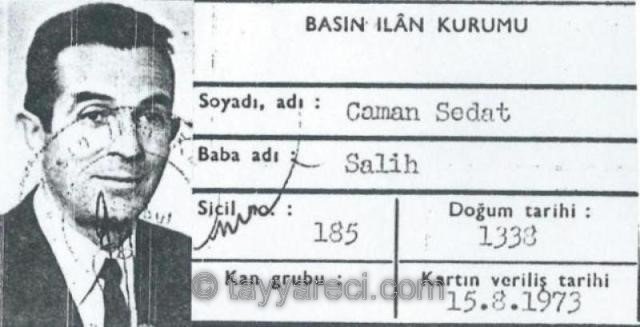 BASIN İLÂN KURUMU
Soyadı, adı : Caman Sedat
Baba adı : Salih
Sicil no. : 185
Doğum tarihi : 1338
Kan grubu :
Kartın veriliş tarihi 15.8.1973
© tayyareci.com